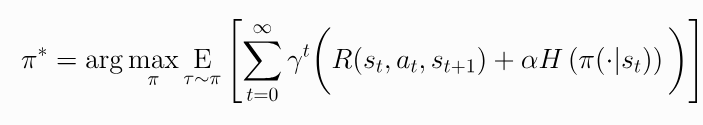 π* = arg max_π E_{τ∼π} [ ∑_{t=0}^{∞} γ^t ( R(s_t, a_t, s_{t+1}) + αH (π(·|s_t)) ) ]